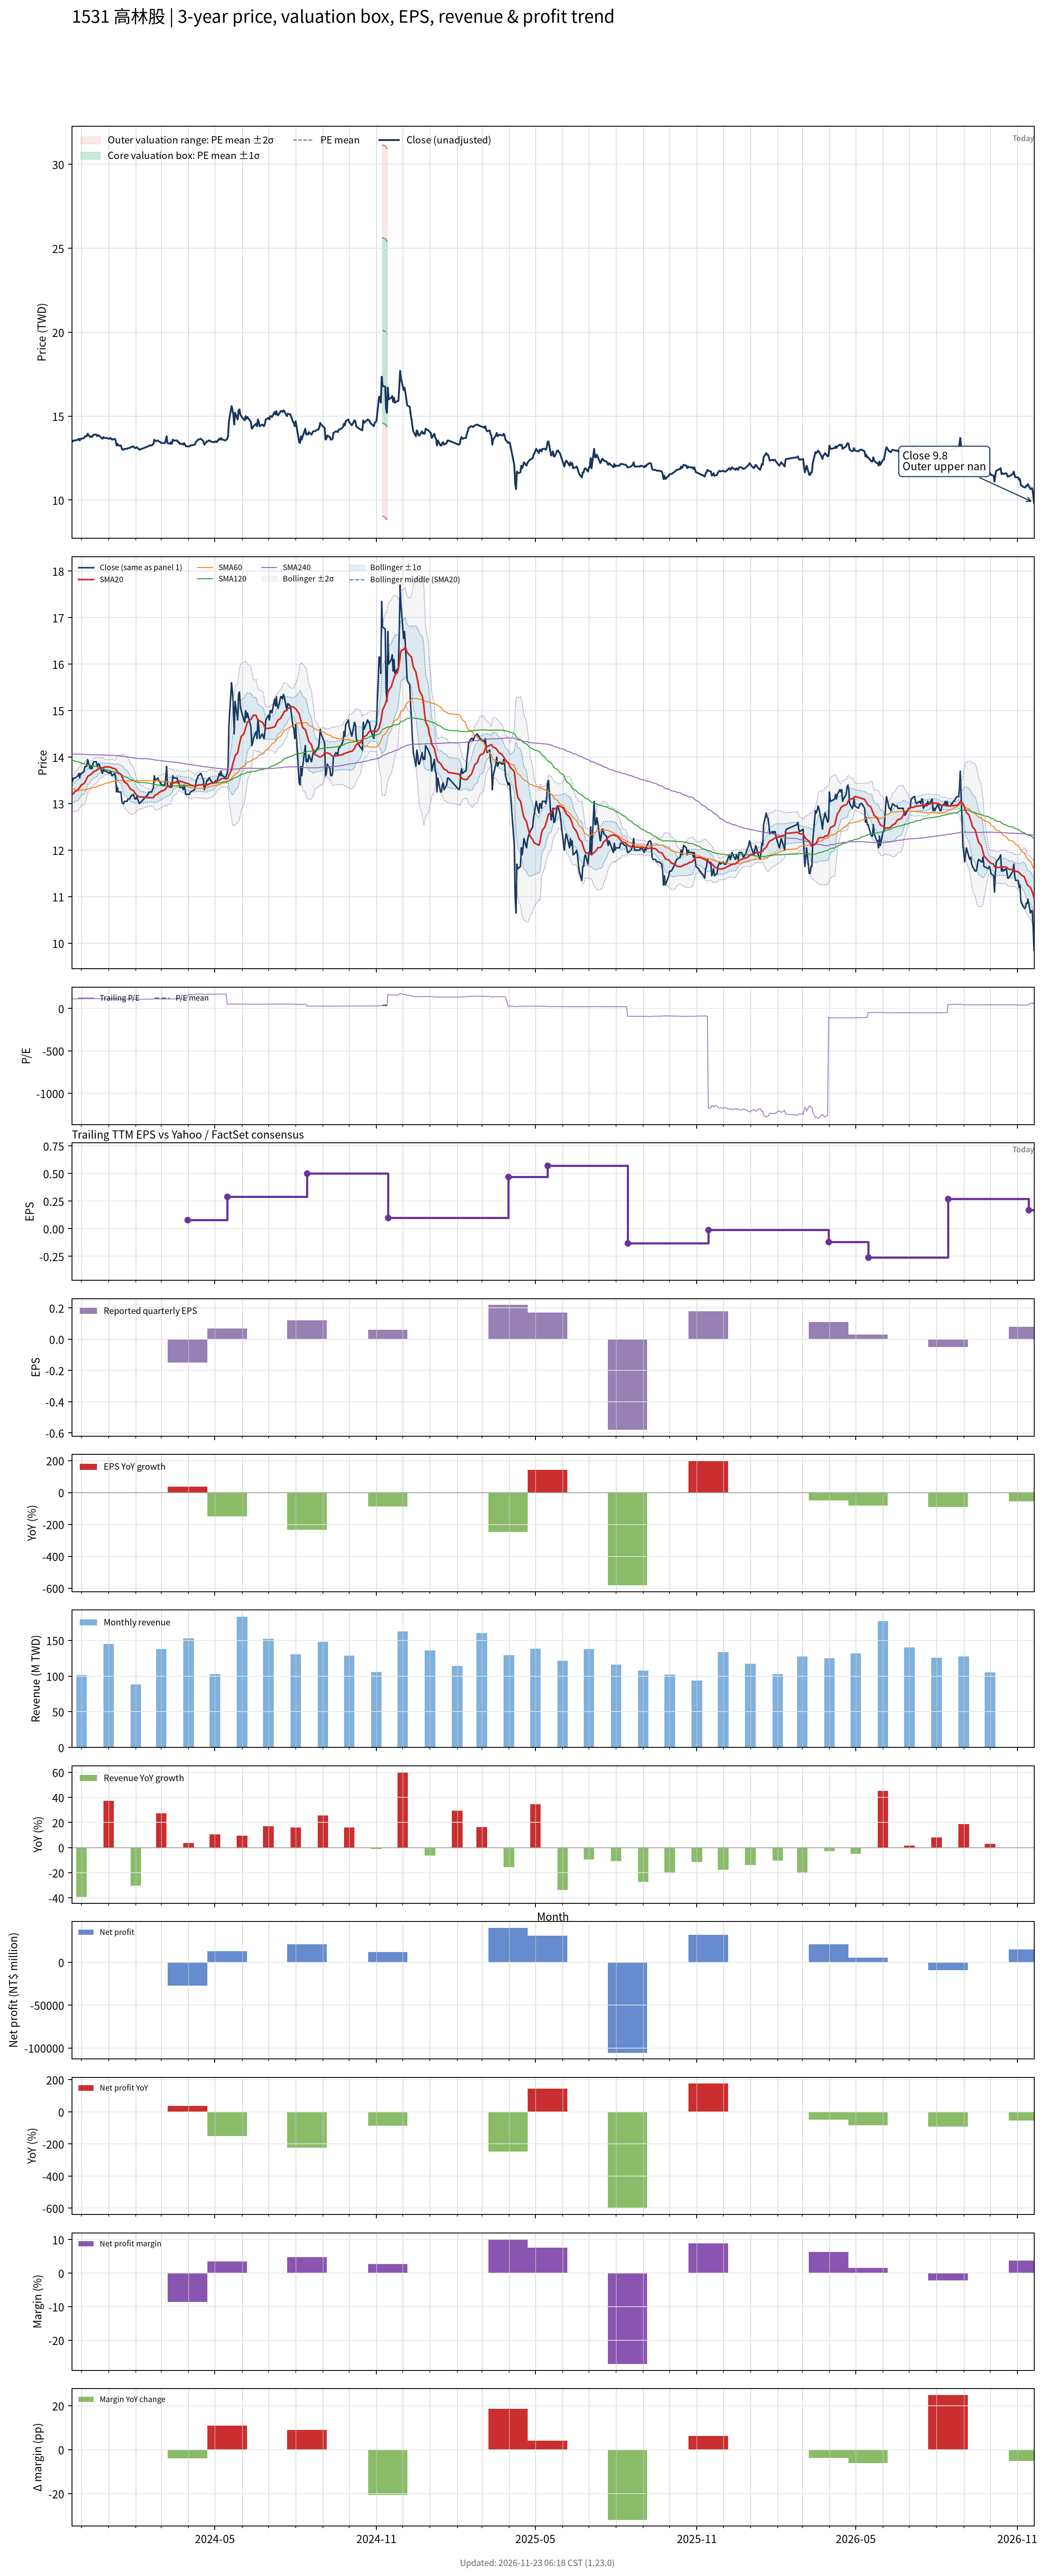 1531 高林股 | 3-year price, valuation box, EPS, revenue & profit trend
Outer valuation range: PE mean ±2σ
Core valuation box: PE mean ±1σ
PE mean
Close (unadjusted)
Today
30
25
20
15
10
Price (TWD)
Close 9.8
Outer upper nan
Close (same as panel 1)
SMA20
SMA60
SMA120
SMA240
Bollinger ±2σ
Bollinger ±1σ
Bollinger middle (SMA20)
18
17
16
15
14
13
12
11
10
Price
Trailing P/E
P/E mean
0
-500
-1000
P/E
Trailing TTM EPS vs Yahoo / FactSet consensus
Today
0.75
0.50
0.25
0.00
-0.25
EPS
Reported quarterly EPS
0.2
0.0
-0.2
-0.4
-0.6
EPS
EPS YoY growth
200
0
-200
-400
-600
YoY (%)
Monthly revenue
150
100
50
0
Revenue (M TWD)
Revenue YoY growth
60
40
20
0
-20
-40
YoY (%)
Month
Net profit
0
-50000
-100000
Net profit (NT$ million)
Net profit YoY
200
0
-200
-400
-600
YoY (%)
Net profit margin
10
0
-10
-20
Margin (%)
Margin YoY change
20
0
-20
Δ margin (pp)
2024-05
2024-11
2025-05
2025-11
2026-05
2026-11
Updated: 2026-11-23 06:18 CST (1.23.0)